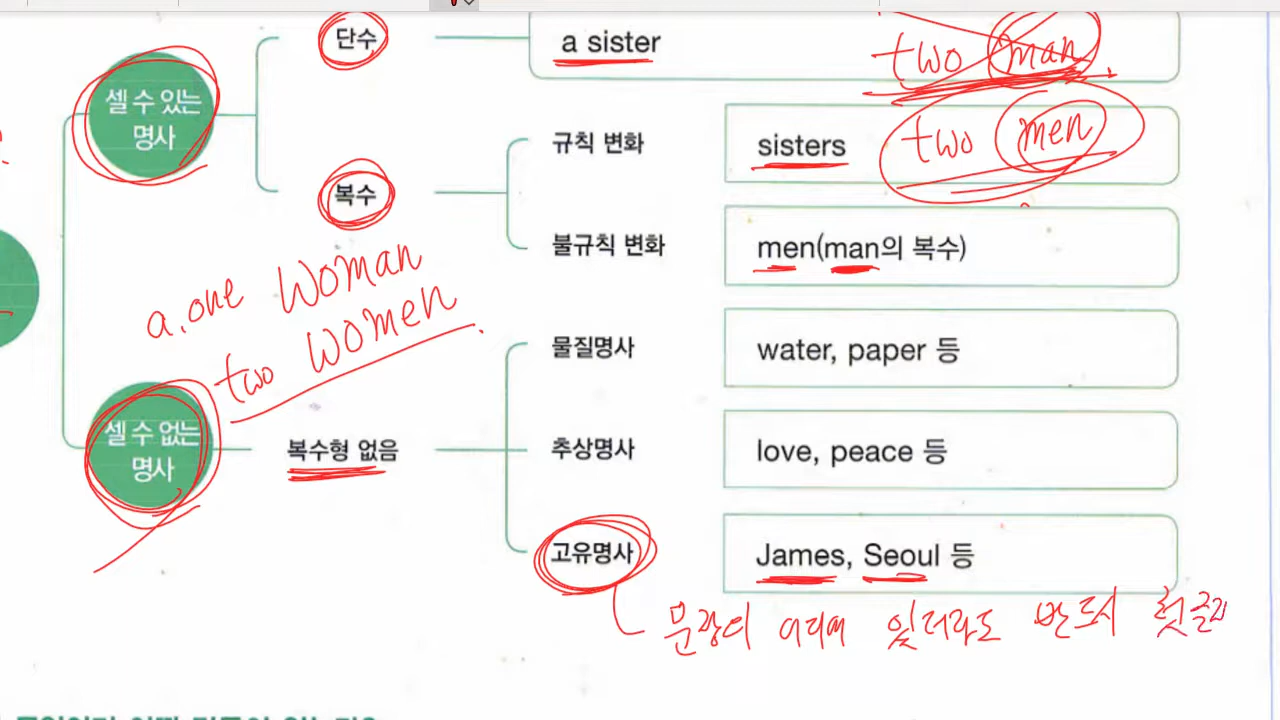 단수
a sister
two man
셀 수 있는
명사
규칙 변화
sisters
two men
복수
불규칙 변화
men(man의 복수)
a, one woman
two women
물질명사
water, paper 등
셀 수 없는
명사
복수형 없음
추상명사
love, peace 등
고유명사
James, Seoul 등
문장의 어디에 있더라도 반드시 첫글자